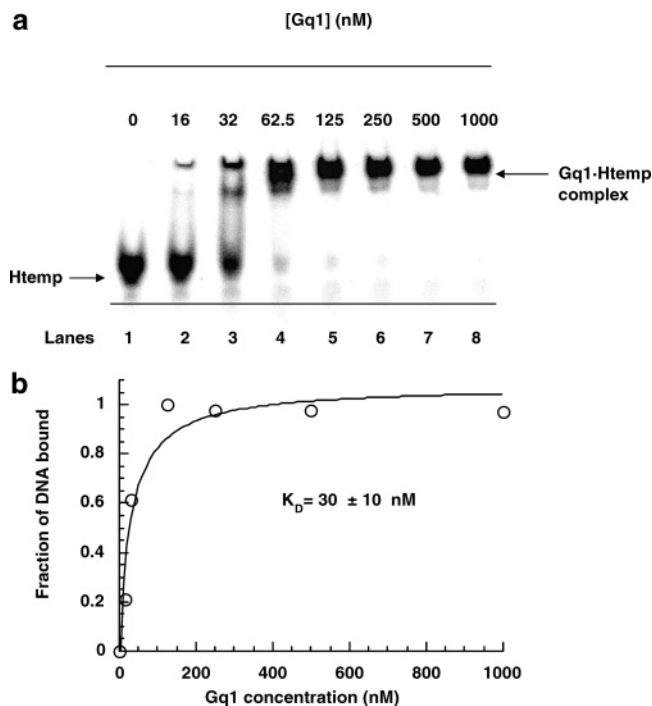 a
[Gq1] (nM)
0 16 32 62.5 125 250 500 1000
Gq1·Htemp
complex
Htemp
Lanes 1 2 3 4 5 6 7 8
b
1
0.8
0.6
0.4
0.2
0
Fraction of DNA bound
K_D= 30 ± 10 nM
0 200 400 600 800 1000
Gq1 concentration (nM)